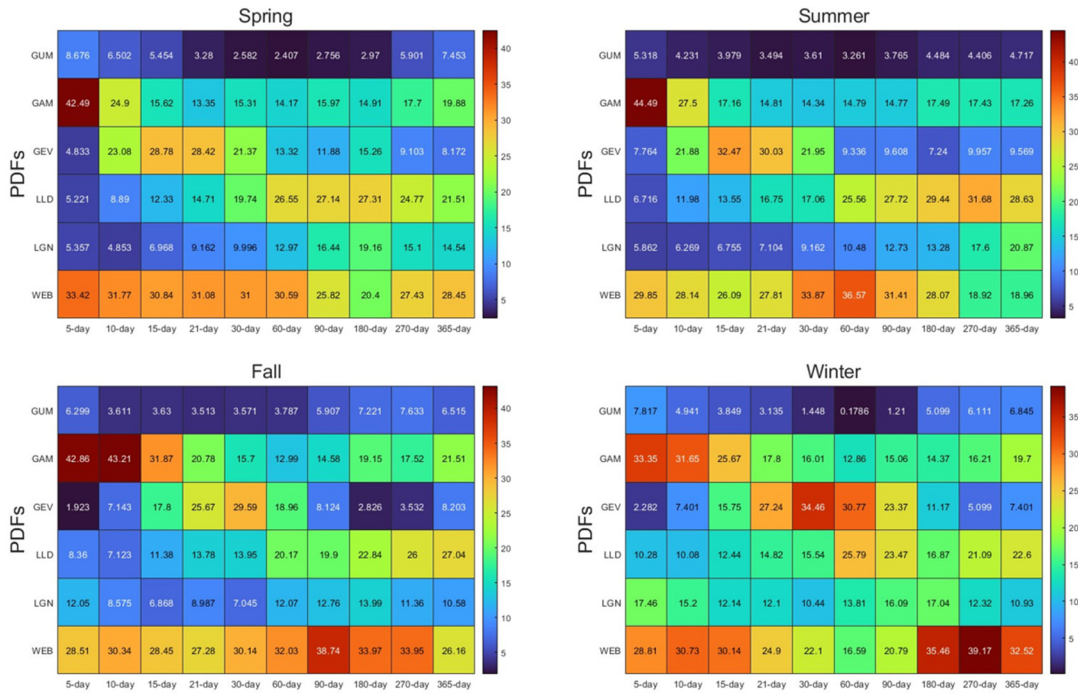 Spring
GUM 8.676 6.502 5.454 3.28 2.582 2.407 2.756 2.97 5.901 7.453
GAM 42.49 24.9 15.62 13.35 15.31 14.17 15.97 14.91 17.7 19.88
GEV 4.833 23.08 28.78 28.42 21.37 13.32 11.88 15.26 9.103 8.172
LLD 5.221 8.89 12.33 14.71 19.74 26.55 27.14 27.31 24.77 21.51
LGN 5.357 4.853 6.968 9.162 9.996 12.97 16.44 19.16 15.1 14.54
WEB 33.42 31.77 30.84 31.08 31 30.59 25.82 20.4 27.43 28.45
5-day 10-day 15-day 21-day 30-day 60-day 90-day 180-day 270-day 365-day
PDFs
40
35
30
25
20
15
10
5
Summer
GUM 5.318 4.231 3.979 3.494 3.61 3.261 3.765 4.484 4.406 4.717
GAM 44.49 27.5 17.16 14.81 14.34 14.79 14.77 17.49 17.43 17.26
GEV 7.764 21.88 32.47 30.03 21.95 9.336 9.608 7.24 9.957 9.569
LLD 6.716 11.98 13.55 16.75 17.06 25.56 27.72 29.44 31.68 28.63
LGN 5.862 6.269 6.755 7.104 9.162 10.48 12.73 13.28 17.6 20.87
WEB 29.85 28.14 26.09 27.81 33.87 36.57 31.41 28.07 18.92 18.96
5-day 10-day 15-day 21-day 30-day 60-day 90-day 180-day 270-day 365-day
PDFs
40
35
30
25
20
15
10
5
Fall
GUM 6.299 3.611 3.63 3.513 3.571 3.787 5.907 7.221 7.633 6.515
GAM 42.86 43.21 31.87 20.78 15.7 12.99 14.58 19.15 17.52 21.51
GEV 1.923 7.143 17.8 25.67 29.59 18.96 8.124 2.826 3.532 8.203
LLD 8.36 7.123 11.38 13.78 13.95 20.17 19.9 22.84 26 27.04
LGN 12.05 8.575 6.868 8.987 7.045 12.07 12.76 13.99 11.36 10.58
WEB 28.51 30.34 28.45 27.28 30.14 32.03 38.74 33.97 33.95 26.16
5-day 10-day 15-day 21-day 30-day 60-day 90-day 180-day 270-day 365-day
PDFs
40
35
30
25
20
15
10
5
Winter
GUM 7.817 4.941 3.849 3.135 1.448 0.1786 1.21 5.099 6.111 6.845
GAM 33.35 31.65 25.67 17.8 16.01 12.86 15.06 14.37 16.21 19.7
GEV 2.282 7.401 15.75 27.24 34.46 30.77 23.37 11.17 5.099 7.401
LLD 10.28 10.08 12.44 14.82 15.54 25.79 23.47 16.87 21.09 22.6
LGN 17.46 15.2 12.14 12.1 10.44 13.81 16.09 17.04 12.32 10.93
WEB 28.81 30.73 30.14 24.9 22.1 16.59 20.79 35.46 39.17 32.52
5-day 10-day 15-day 21-day 30-day 60-day 90-day 180-day 270-day 365-day
PDFs
35
30
25
20
15
10
5